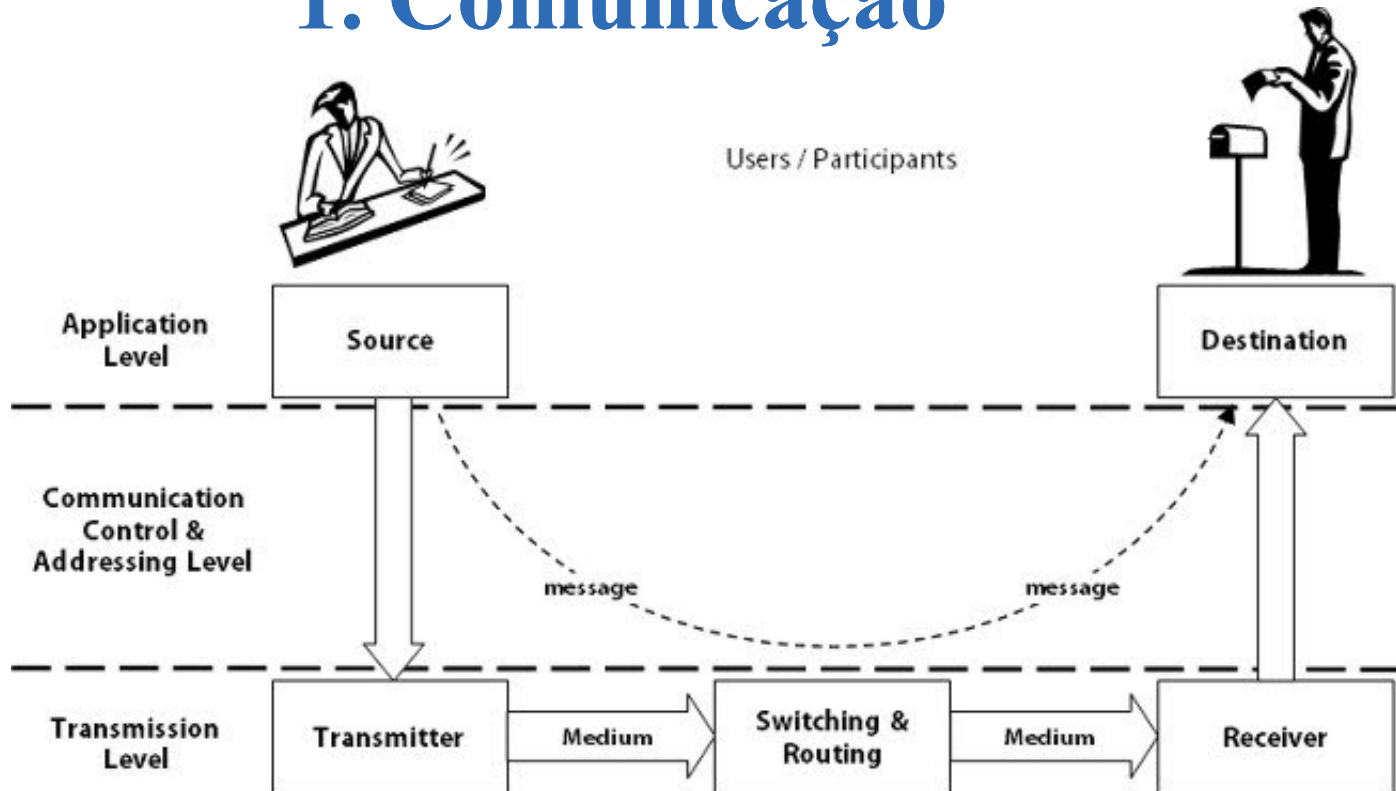 1. Comunicação
Users / Participants
Application
Level
Source
Destination
Communication
Control &
Addressing Level
message
message
Transmission
Level
Transmitter
Medium
Switching &
Routing
Medium
Receiver